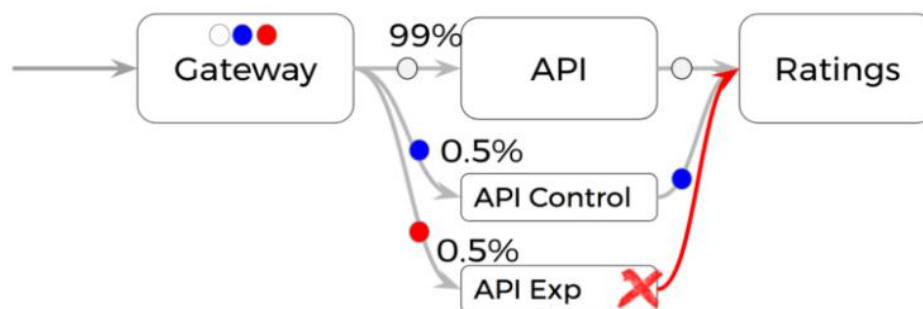 Gateway
99%
API
Ratings
0.5%
API Control
0.5%
API Exp